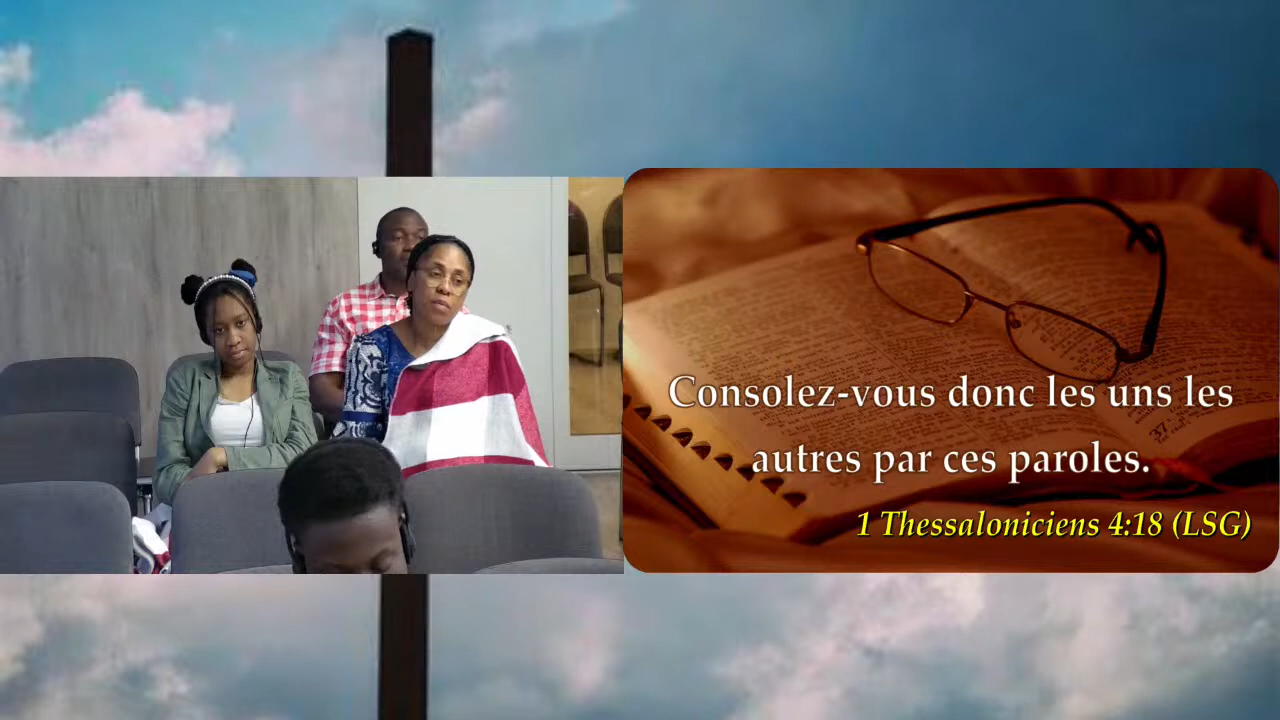 Consolez-vous donc les uns les
autres par ces paroles.
1 Thessaloniciens 4:18 (LSG)